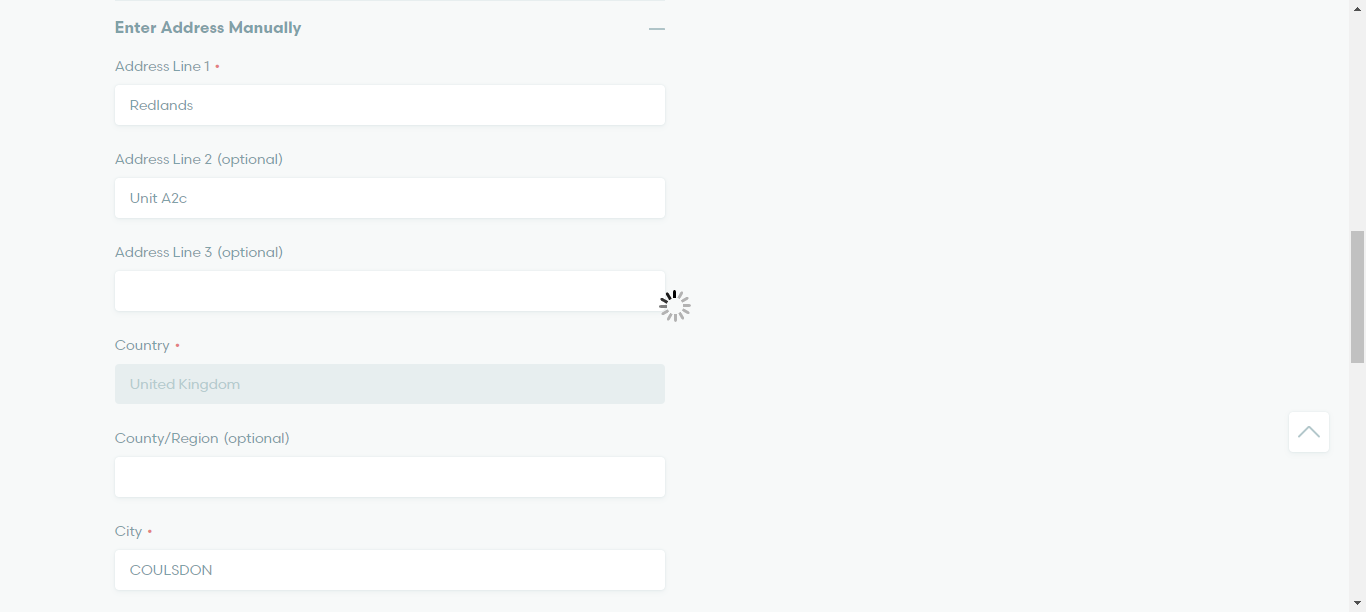 Enter Address Manually
Address Line 1 •
Redlands
Address Line 2 (optional)
Unit A2c
Address Line 3 (optional)
Country •
United Kingdom
County/Region (optional)
City •
COULSDON